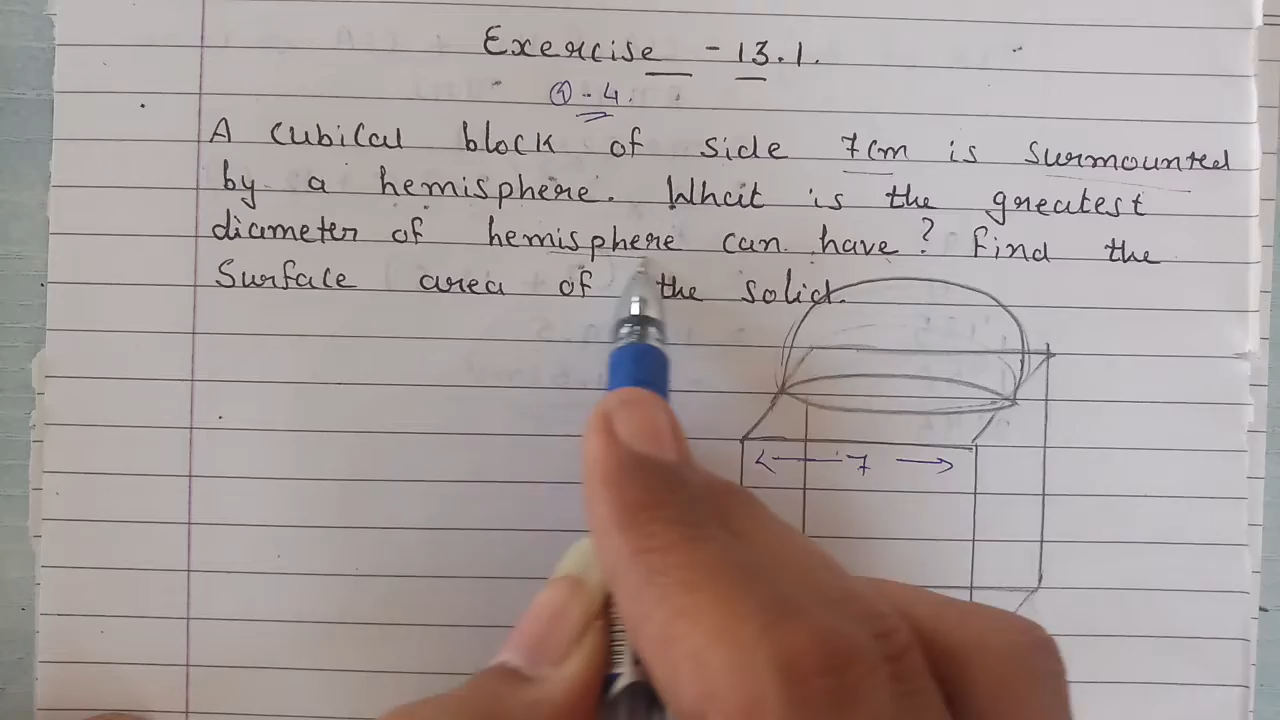 Exercise - 13.1.
Q-4.
A cubical block of side 7cm is surmounted
by a hemisphere. What is the greatest
diameter of hemisphere can have? Find the
Surface area of the solid.
7